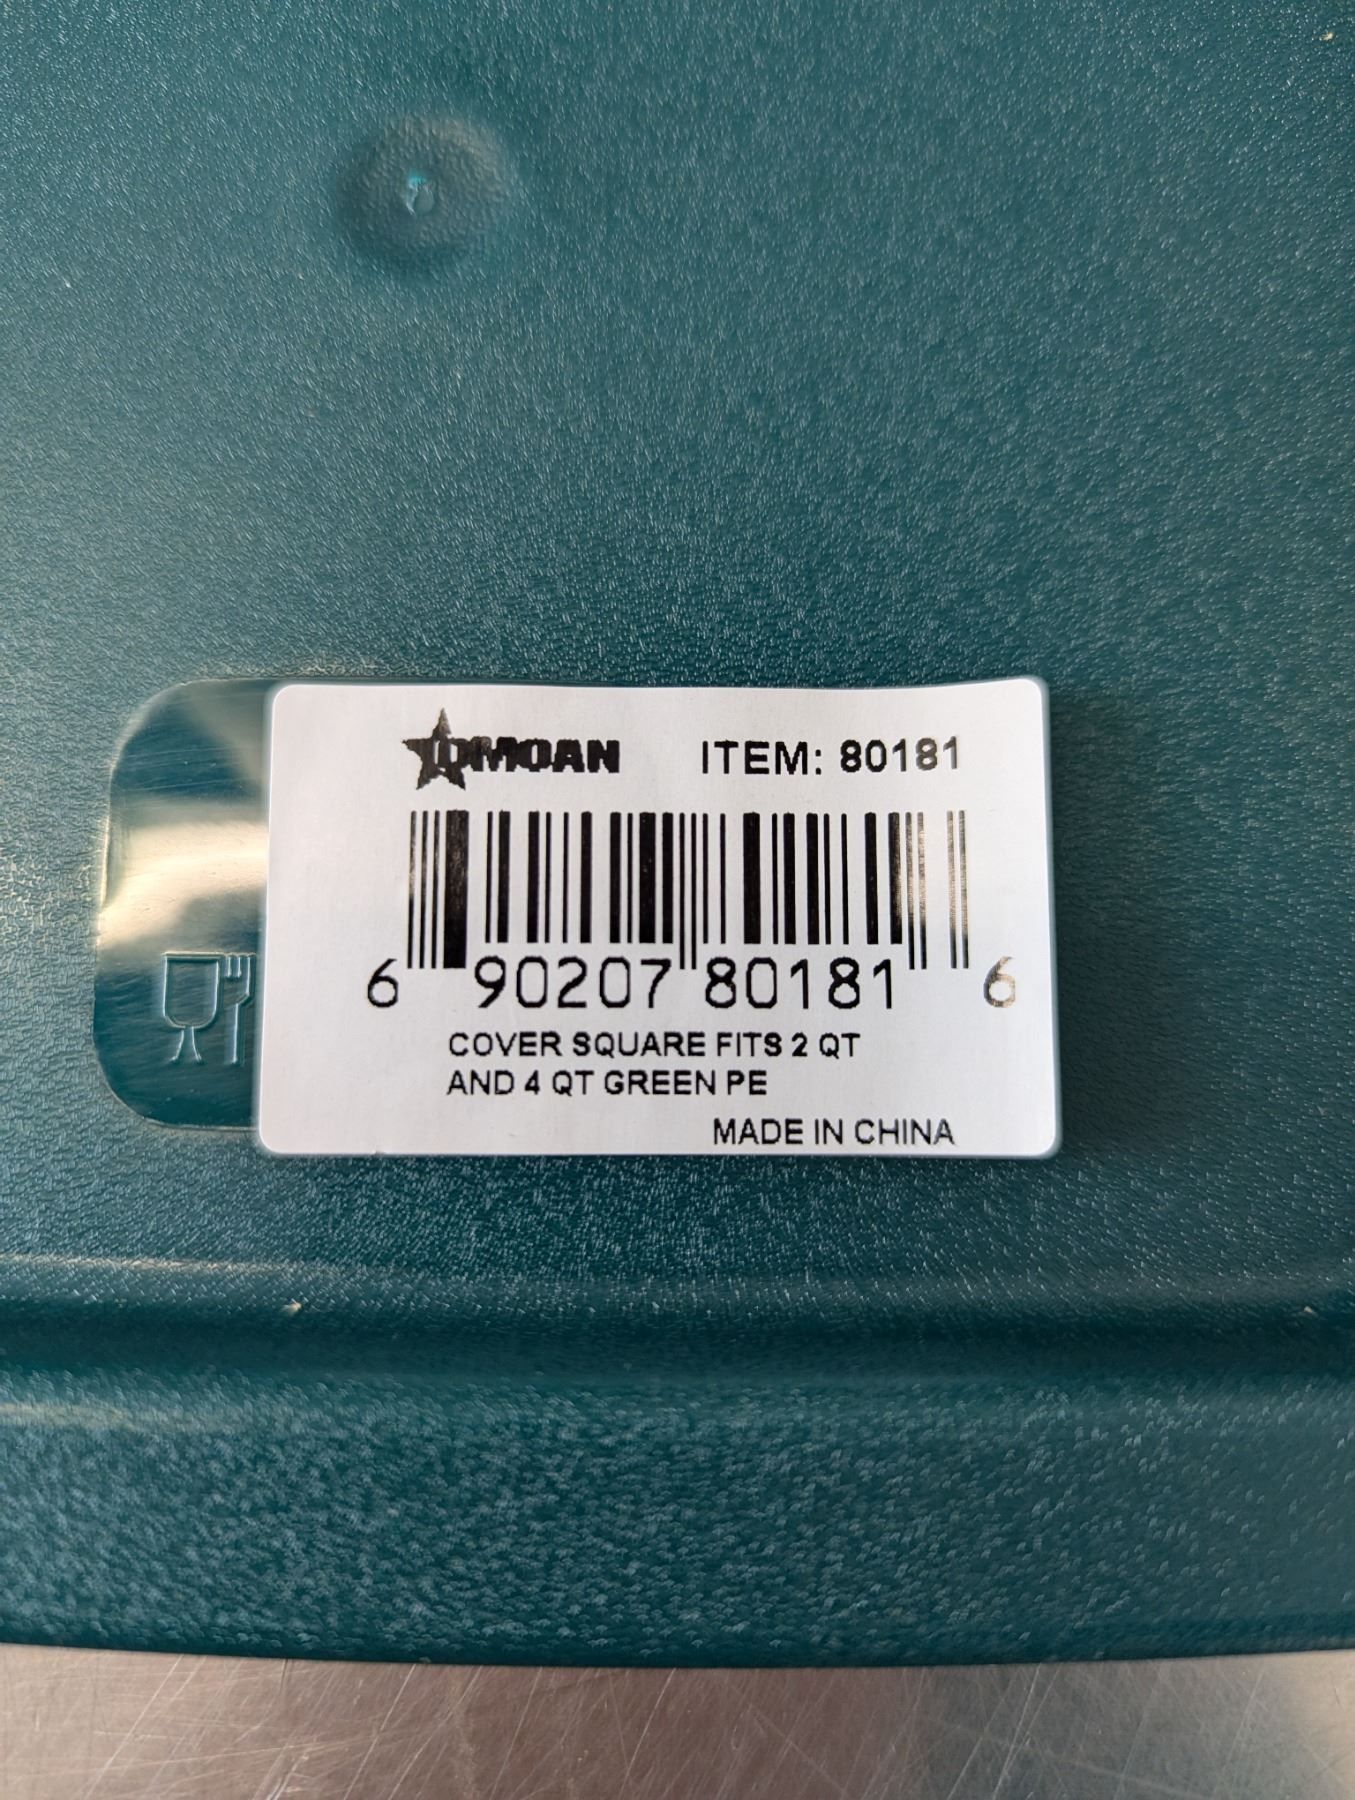 OMOAN ITEM: 80181
6 90207 80181 6
COVER SQUARE FITS 2 QT
AND 4 QT GREEN PE
MADE IN CHINA